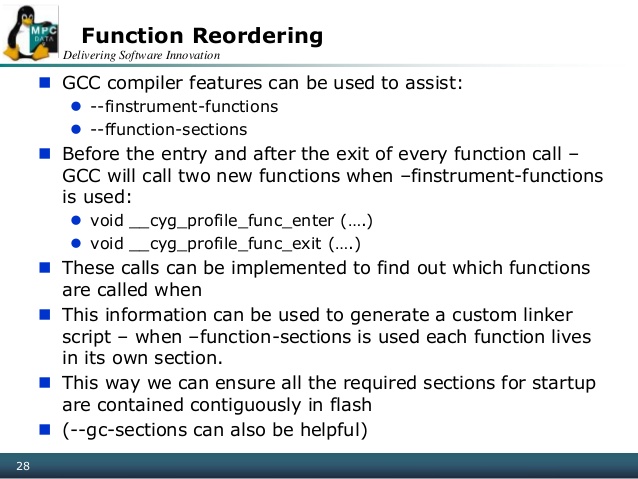 MPC
DATA
Function Reordering
Delivering Software Innovation
GCC compiler features can be used to assist:
--finstrument-functions
--ffunction-sections
Before the entry and after the exit of every function call –
GCC will call two new functions when –finstrument-functions
is used:
void __cyg_profile_func_enter (….)
void __cyg_profile_func_exit (….)
These calls can be implemented to find out which functions
are called when
This information can be used to generate a custom linker
script – when –function-sections is used each function lives
in its own section.
This way we can ensure all the required sections for startup
are contained contiguously in flash
(--gc-sections can also be helpful)
28